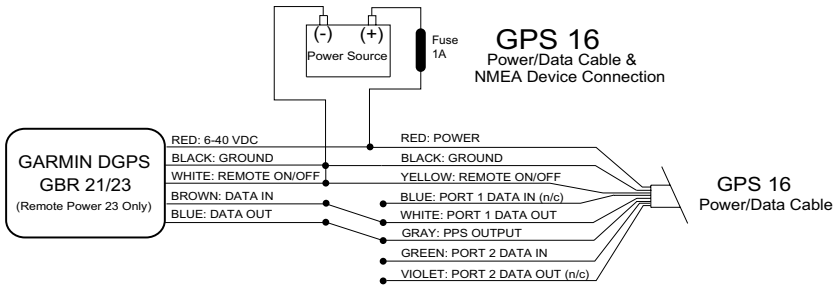 (-) (+)
Power Source
Fuse
1A
GPS 16
Power/Data Cable &
NMEA Device Connection
GARMIN DGPS
GBR 21/23
(Remote Power 23 Only)
RED: 6-40 VDC
BLACK: GROUND
WHITE: REMOTE ON/OFF
BROWN: DATA IN
BLUE: DATA OUT
RED: POWER
BLACK: GROUND
YELLOW: REMOTE ON/OFF
BLUE: PORT 1 DATA IN (n/c)
WHITE: PORT 1 DATA OUT
GRAY: PPS OUTPUT
GREEN: PORT 2 DATA IN
VIOLET: PORT 2 DATA OUT (n/c)
GPS 16
Power/Data Cable